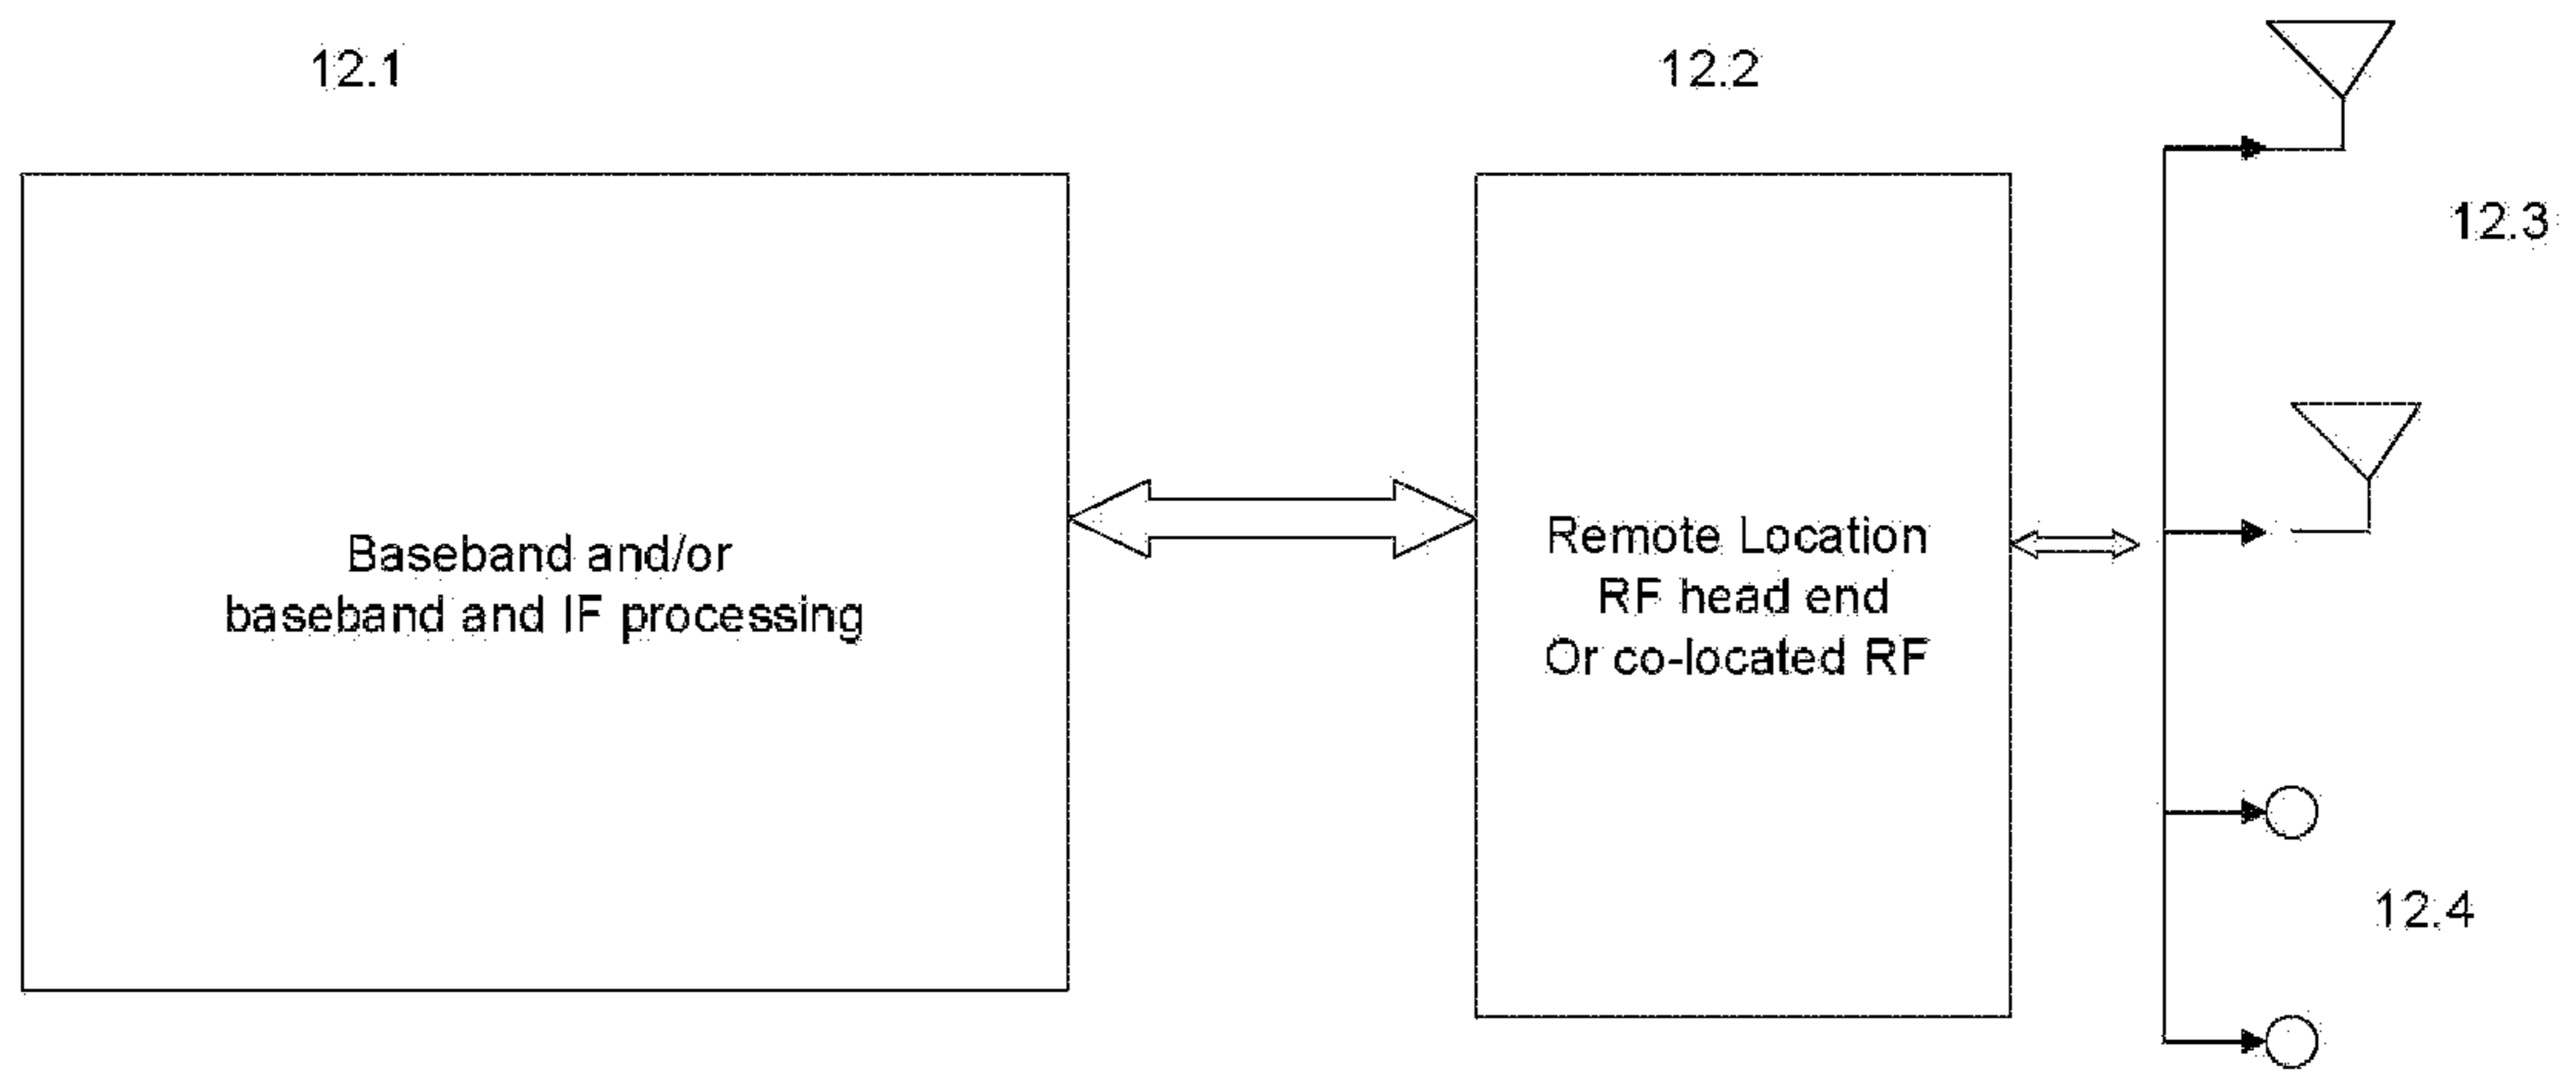 12.1
12.2
12.3
Baseband and/or
baseband and IF processing
Remote Location
RF head end
Or co-located RF
12.4